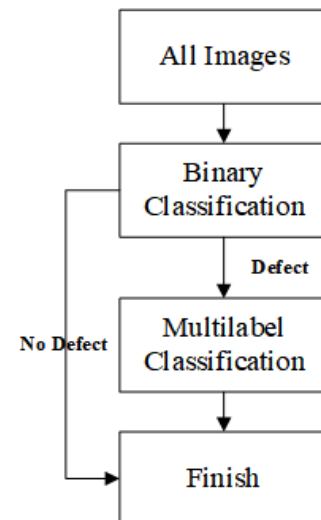 All Images
Binary
Classification
Defect
No Defect
Multilabel
Classification
Finish